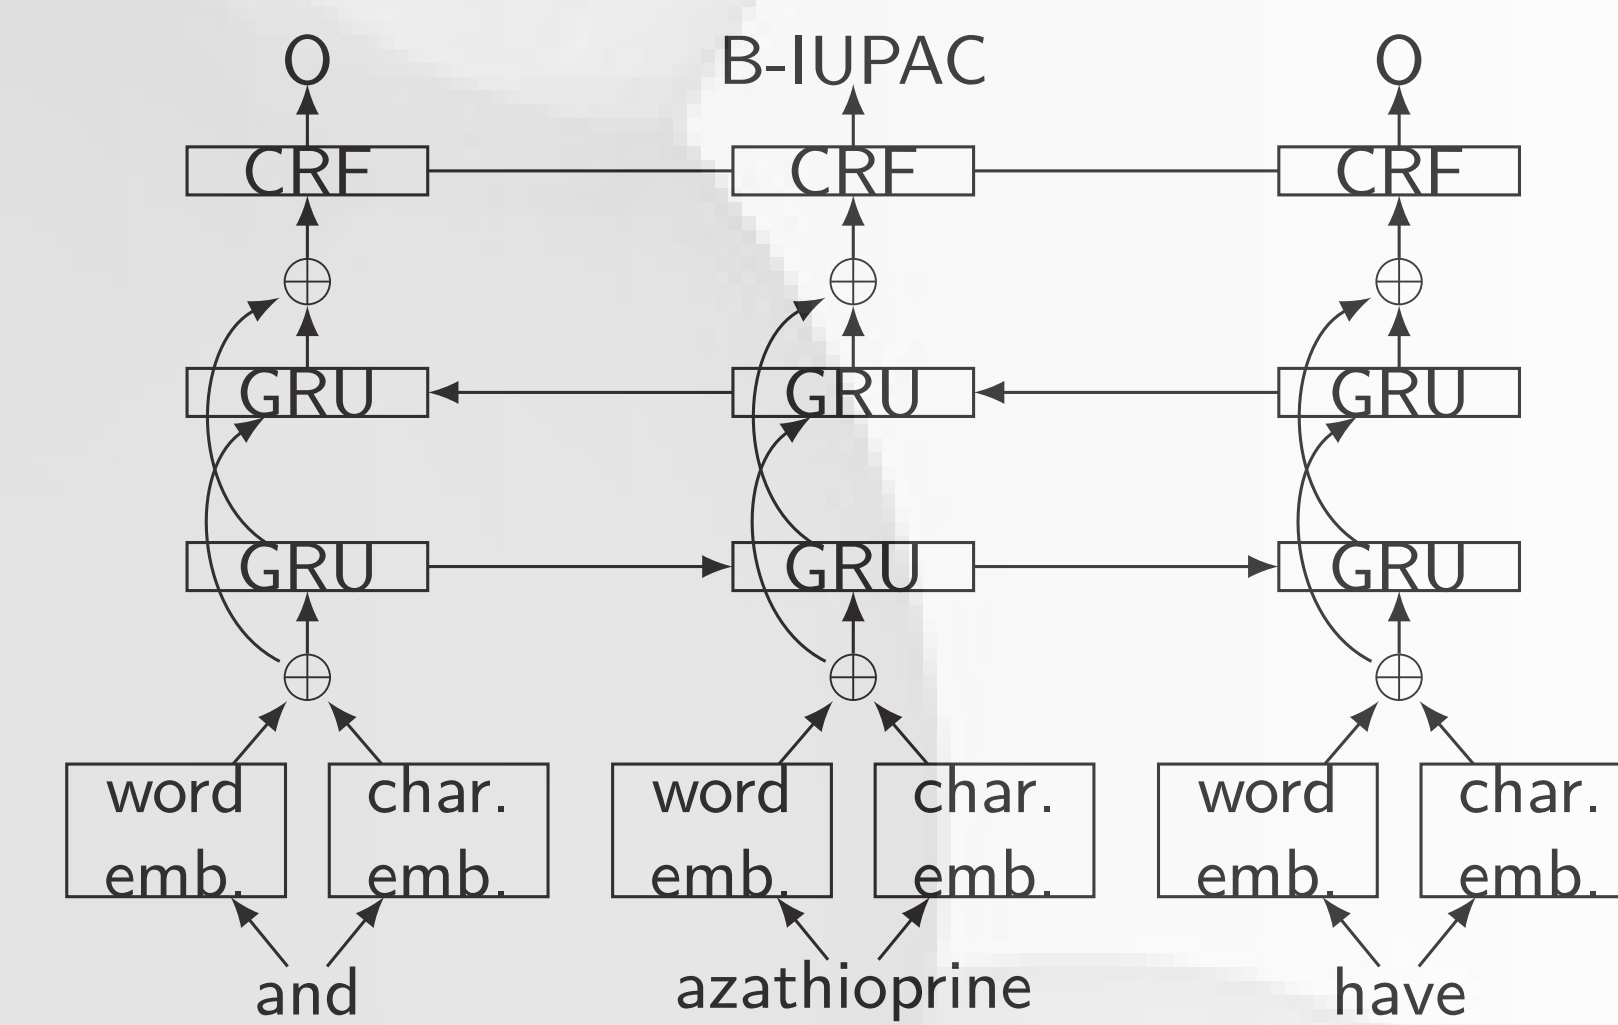 O B-IUPAC O
CRF CRF CRF
GRU GRU GRU
GRU GRU GRU
word char. word char. word char.
emb. emb. emb. emb. emb. emb.
and azathioprine have